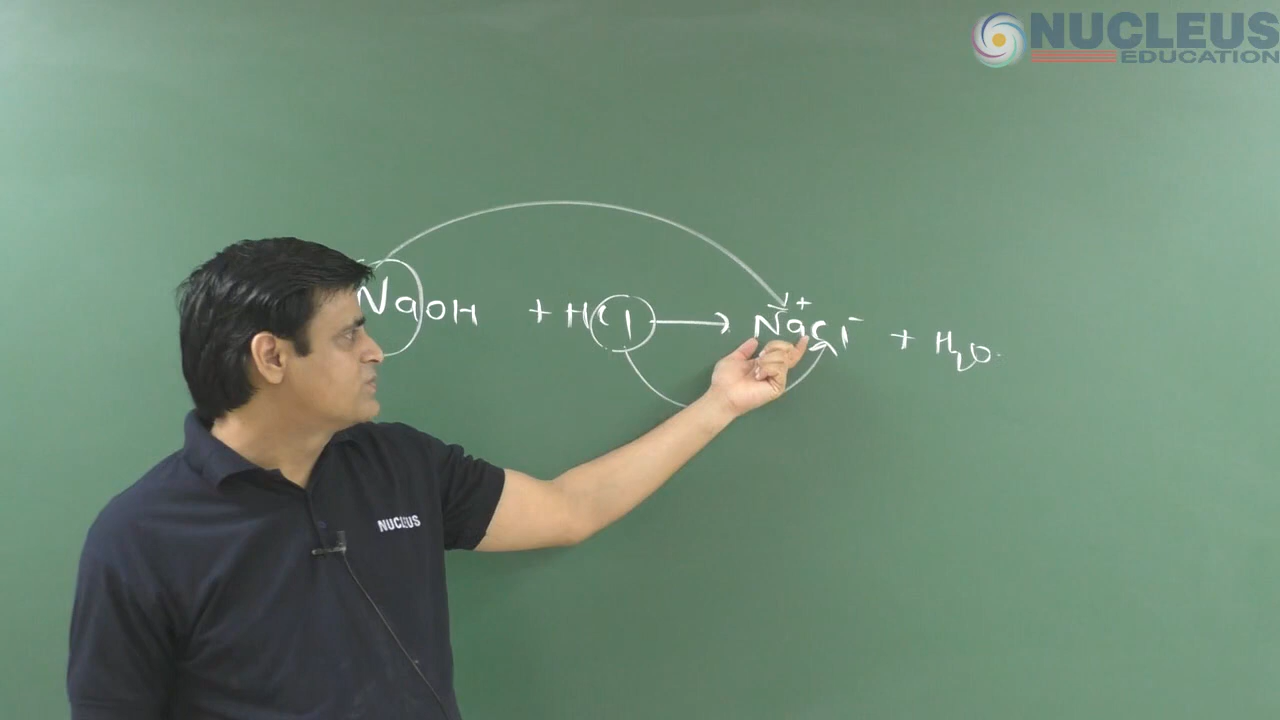 NUCLEUS
EDUCATION
NaOH + HCl → Na⁺Cl⁻ + H₂O.
NUCLEUS